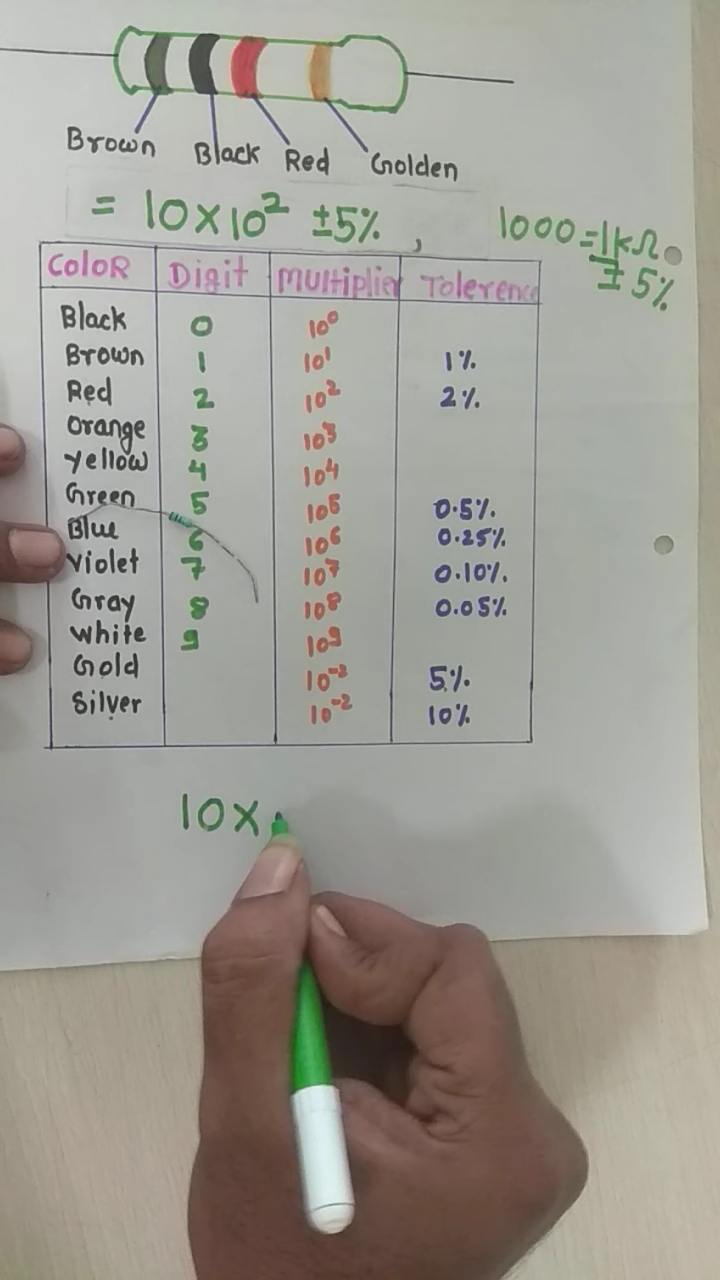 Brown Black Red Golden
= 10×10² ±5% , 1000=1kΩ
± 5%
Color Digit Multiplier Tolerence
Black 0 10⁰
Brown 1 10¹ 1%
Red 2 10² 2%
Orange 3 10³
Yellow 4 10⁴
Green 5 10⁵ 0.5%
Blue 6 10⁶ 0.25%
Violet 7 10⁷ 0.10%
Gray 8 10⁸ 0.05%
White 9 10⁹
Gold 10⁻² 5%
Silver 10⁻² 10%
10×